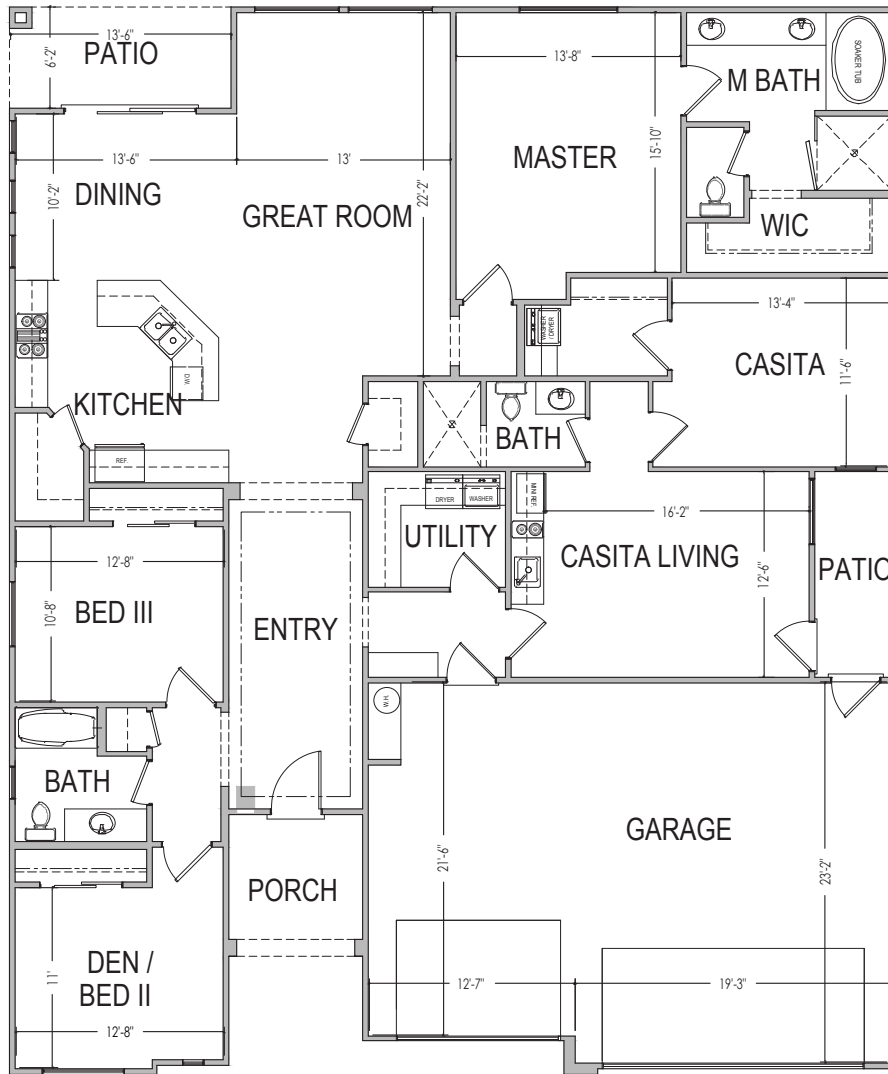 13'-6"
PATIO
6'-2"
13'-8"
M BATH
SOAKER TUB
13'-6"
13'
15'-10"
MASTER
DINING
10'-2"
GREAT ROOM
22'-2"
WIC
13'-4"
WASHER
/ DRYER
CASITA
11'-6"
D.W.
KITCHEN
REF.
BATH
DRYER
WASHER
MINI REF.
16'-2"
UTILITY
CASITA LIVING
12'-6"
PATIO
12'-8"
10'-8"
BED III
ENTRY
W.H.
BATH
GARAGE
21'-6"
23'-2"
PORCH
DEN /
BED II
11'
12'-7"
19'-3"
12'-8"